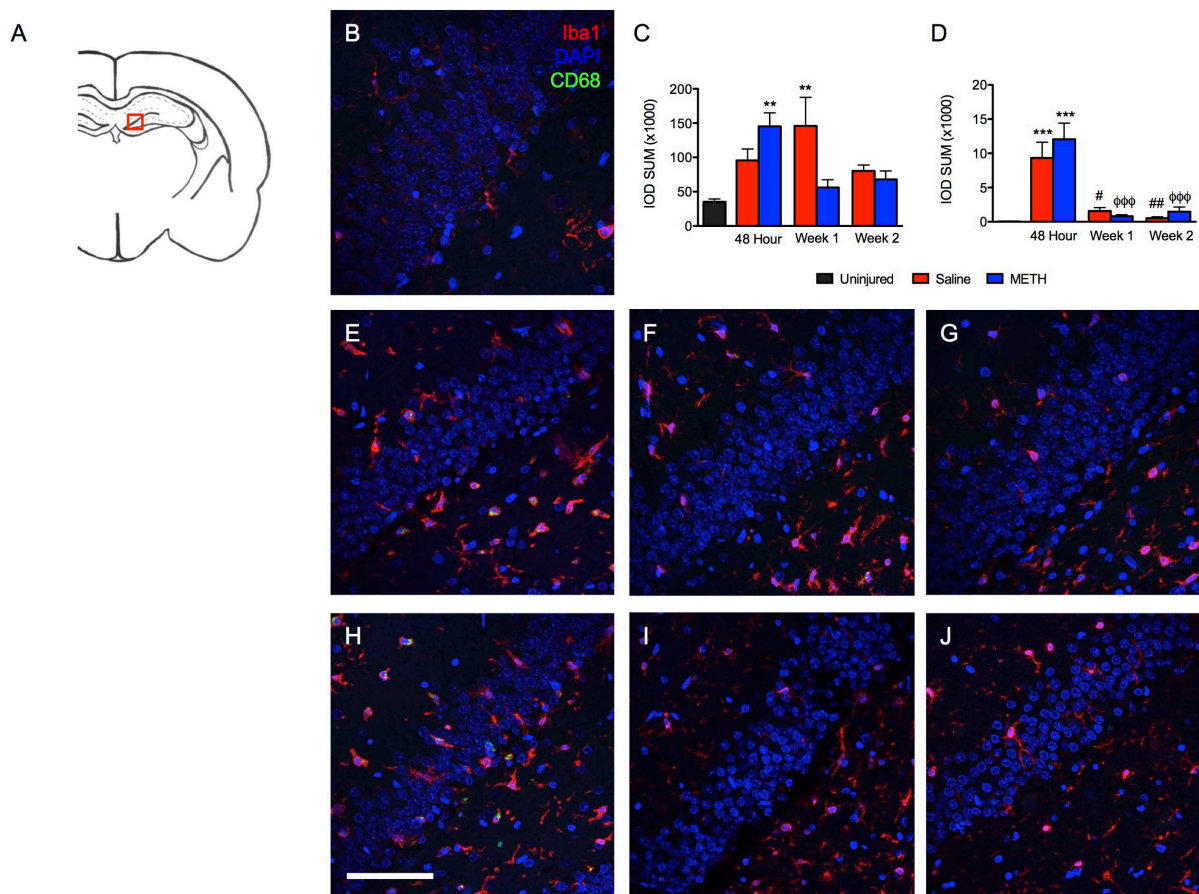 A
B
Iba1
DAPI
CD68
C
IOD SUM (x1000)
200
150
100
50
0
**
**
48 Hour
Week 1
Week 2
D
IOD SUM (x1000)
20
15
10
5
0
***
***
#
ϕϕϕ
##
ϕϕϕ
48 Hour
Week 1
Week 2
Uninjured
Saline
METH
E
F
G
H
I
J